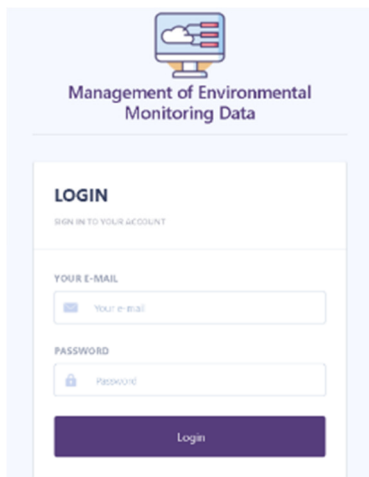 Management of Environmental
Monitoring Data
LOGIN
SIGN IN TO YOUR ACCOUNT
YOUR E-MAIL
Your e-mail
PASSWORD
Password
Login